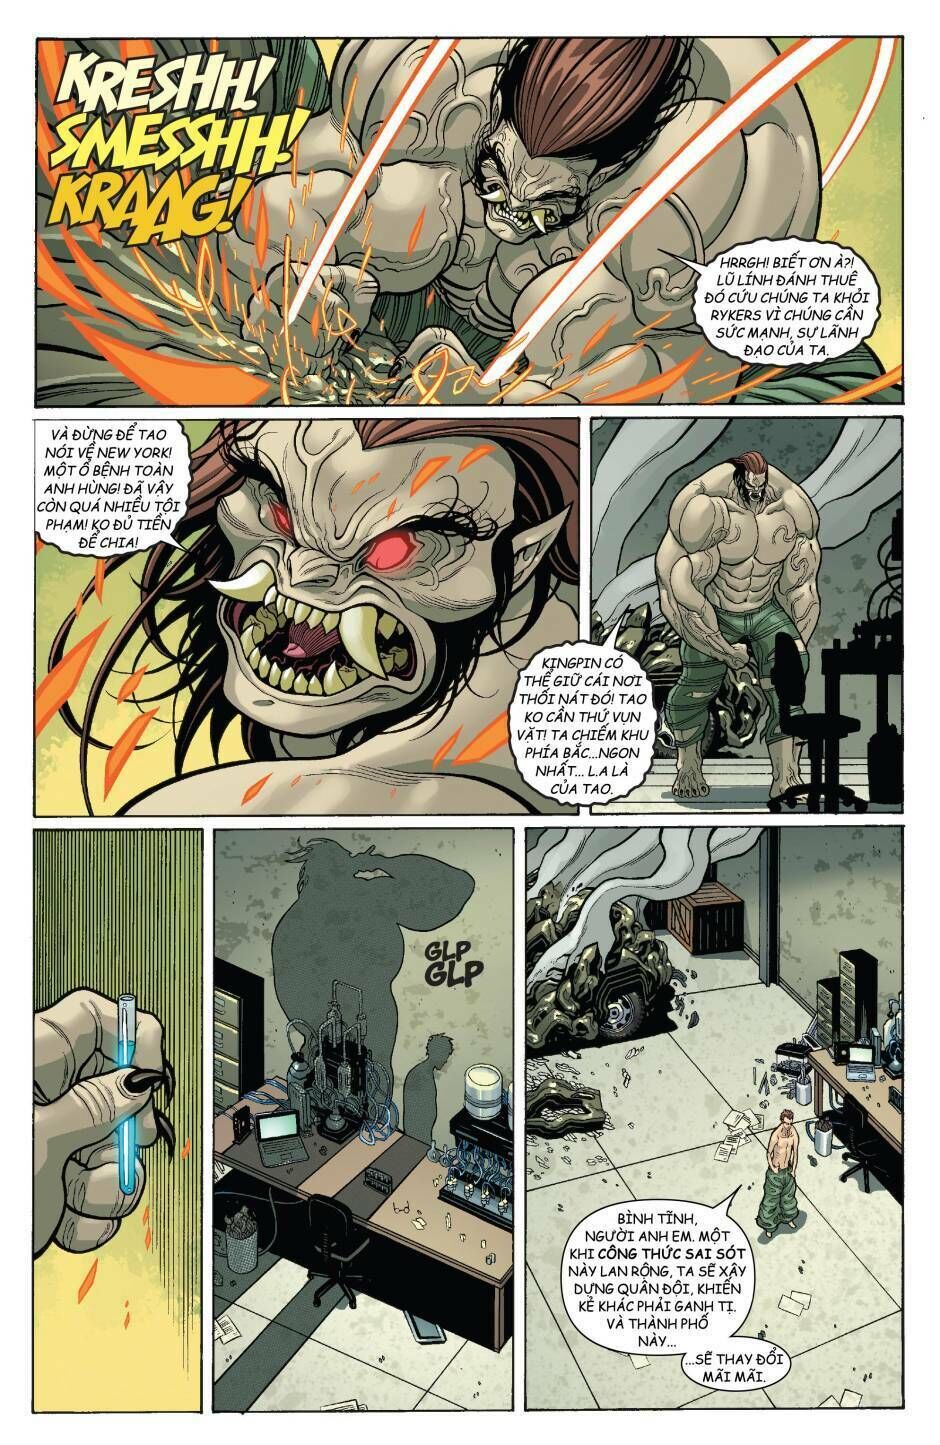 KRESHH!
SMESSHH!
KRAAG!
HRRGH! BIẾT ƠN À?!
LŨ LÍNH ĐÁNH THUÊ
ĐÓ CỨU CHÚNG TA KHỎI
RYKERS VÌ CHÚNG CẦN
SỨC MẠNH, SỰ LÃNH
ĐẠO CỦA TA.
VÀ ĐỪNG ĐỂ TAO
NÓI VỀ NEW YORK!
MỘT Ổ BỆNH TOÀN
ANH HÙNG! ĐÃ VẬY
CÒN QUÁ NHIỀU TỘI
PHẠM! KO ĐỦ TIỀN
ĐỂ CHIA!
KINGPIN CÓ
THỂ GIỮ CÁI NƠI
THỐI NÁT ĐÓ! TAO
KO CẦN THỨ VỤN
VẶT! TA CHIẾM KHU
PHÍA BẮC...NGON
NHẤT... L.A LÀ
CỦA TAO.
GLP
GLP
BÌNH TĨNH,
NGƯỜI ANH EM. MỘT
KHI CÔNG THỨC SAI SÓT
NÀY LAN RỘNG, TA SẼ XÂY
DỰNG QUÂN ĐỘI, KHIẾN
KẺ KHÁC PHẢI GANH TỊ.
VÀ THÀNH PHỐ
NÀY...
...SẼ THAY ĐỔI
MÃI MÃI.